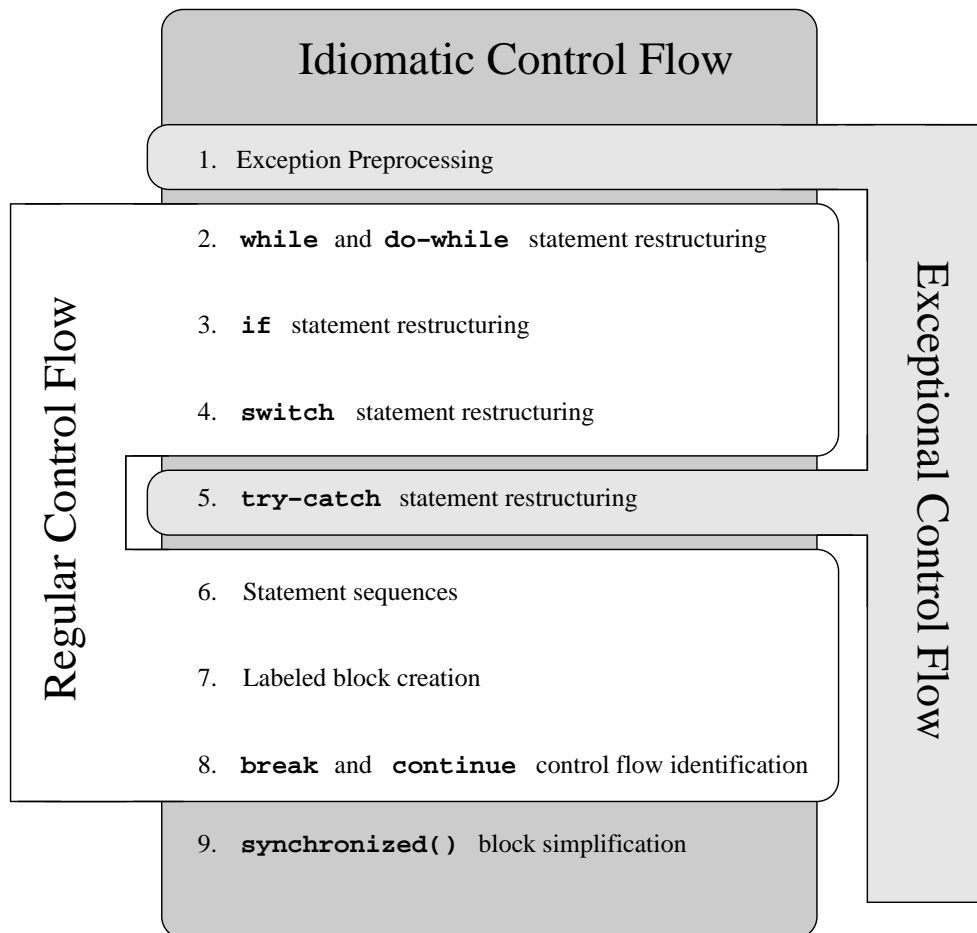 Idiomatic Control Flow
1. Exception Preprocessing
2. while and do-while statement restructuring
3. if statement restructuring
4. switch statement restructuring
5. try-catch statement restructuring
6. Statement sequences
7. Labeled block creation
8. break and continue control flow identification
9. synchronized() block simplification
Regular Control Flow
Exceptional Control Flow